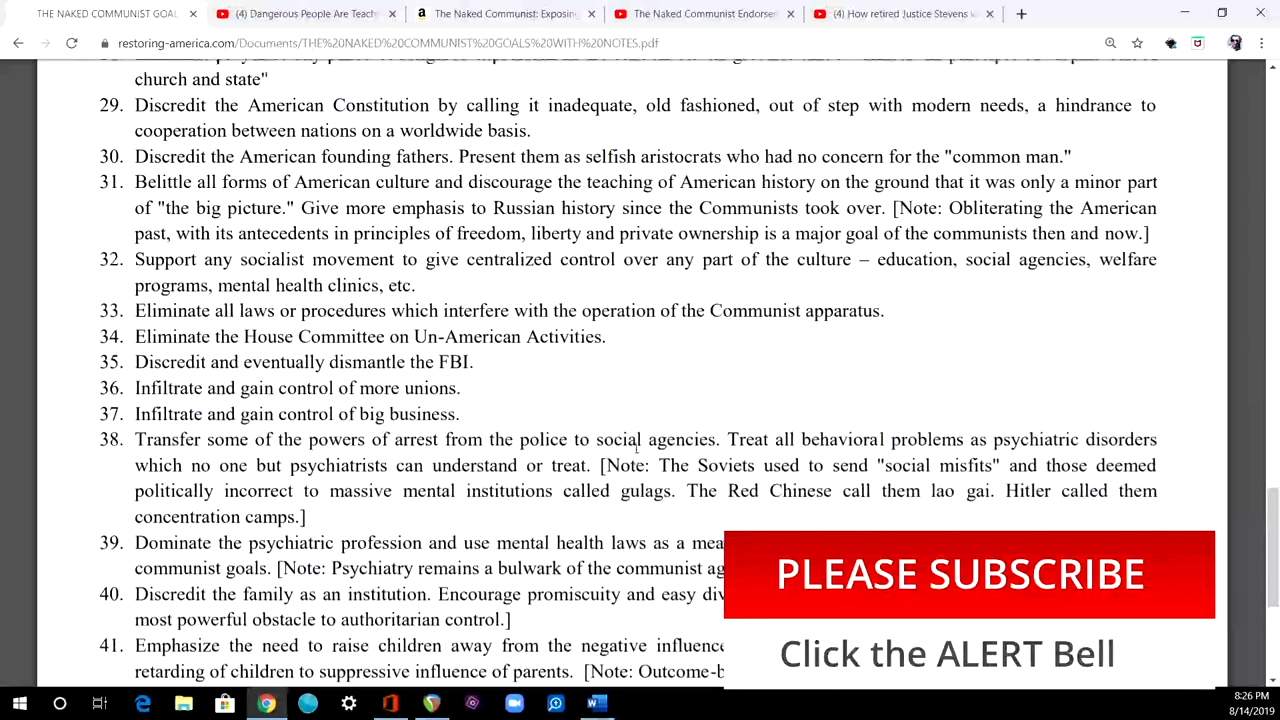 THE NAKED COMMUNIST GOAL
(4) Dangerous People Are Teach
The Naked Communist: Exposing
The Naked Communist Endorsem
(4) How retired Justice Stevens
restoring-america.com/Documents/THE%20NAKED%20COMMUNIST%20GOALS%20WITH%20NOTES.pdf
church and state"
29. Discredit the American Constitution by calling it inadequate, old fashioned, out of step with modern needs, a hindrance to
cooperation between nations on a worldwide basis.
30. Discredit the American founding fathers. Present them as selfish aristocrats who had no concern for the "common man."
31. Belittle all forms of American culture and discourage the teaching of American history on the ground that it was only a minor part
of "the big picture." Give more emphasis to Russian history since the Communists took over. [Note: Obliterating the American
past, with its antecedents in principles of freedom, liberty and private ownership is a major goal of the communists then and now.]
32. Support any socialist movement to give centralized control over any part of the culture – education, social agencies, welfare
programs, mental health clinics, etc.
33. Eliminate all laws or procedures which interfere with the operation of the Communist apparatus.
34. Eliminate the House Committee on Un-American Activities.
35. Discredit and eventually dismantle the FBI.
36. Infiltrate and gain control of more unions.
37. Infiltrate and gain control of big business.
38. Transfer some of the powers of arrest from the police to social agencies. Treat all behavioral problems as psychiatric disorders
which no one but psychiatrists can understand or treat. [Note: The Soviets used to send "social misfits" and those deemed
politically incorrect to massive mental institutions called gulags. The Red Chinese call them lao gai. Hitler called them
concentration camps.]
39. Dominate the psychiatric profession and use mental health laws as a mea
communist goals. [Note: Psychiatry remains a bulwark of the communist ag
40. Discredit the family as an institution. Encourage promiscuity and easy div
most powerful obstacle to authoritarian control.]
41. Emphasize the need to raise children away from the negative influence
retarding of children to suppressive influence of parents. [Note: Outcome-b
PLEASE SUBSCRIBE
Click the ALERT Bell
8:26 PM
8/14/2019